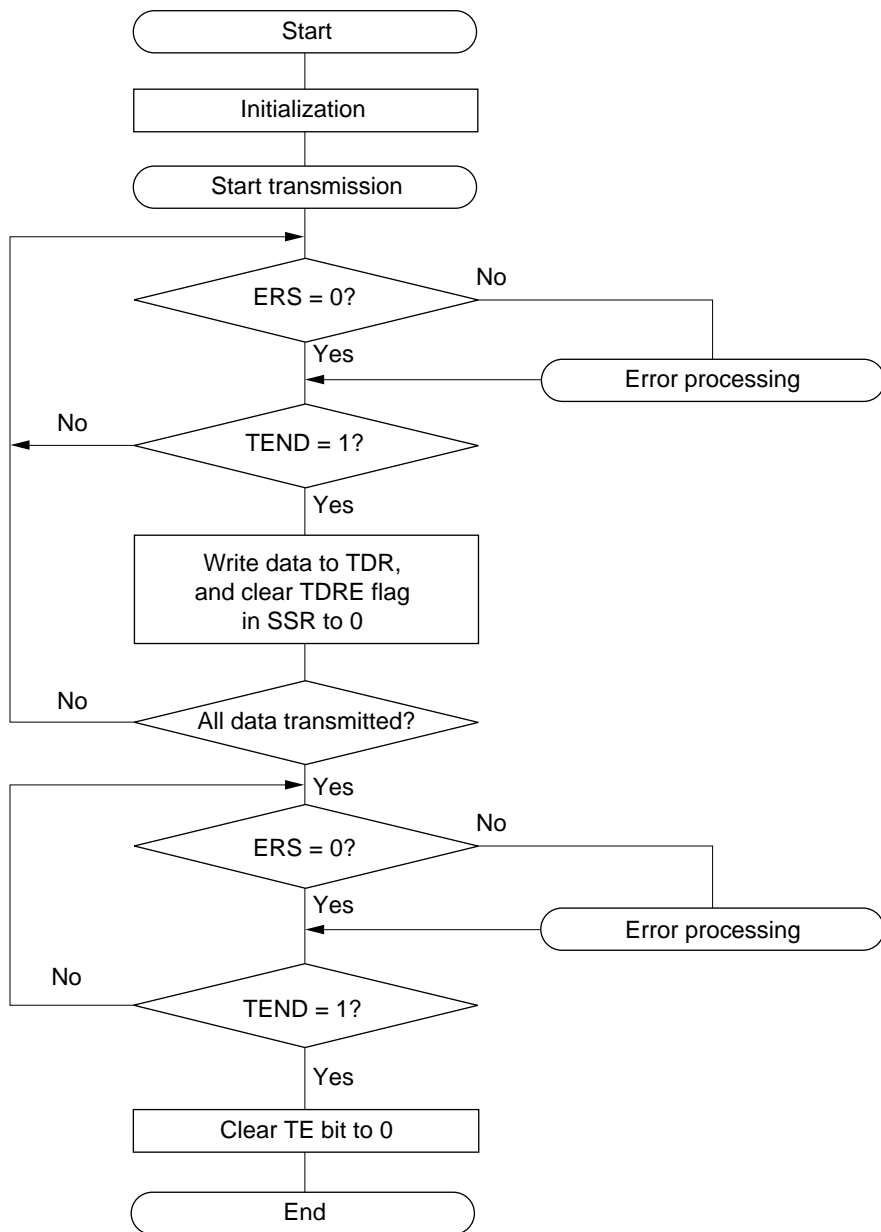 Start
Initialization
Start transmission
No
ERS = 0?
Yes
Error processing
No
TEND = 1?
Yes
Write data to TDR,
and clear TDRE flag
in SSR to 0
No
All data transmitted?
Yes
No
ERS = 0?
Yes
Error processing
No
TEND = 1?
Yes
Clear TE bit to 0
End